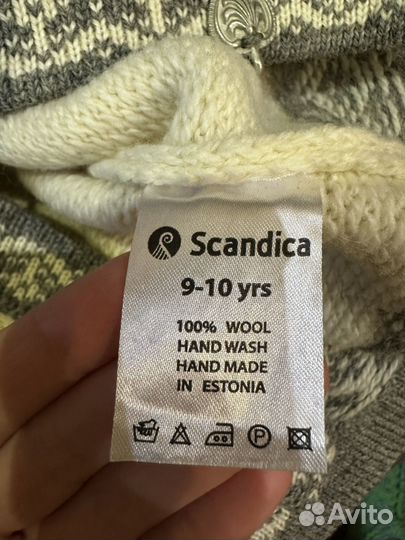 Scandica
9-10 yrs
100% WOOL
HAND WASH
HAND MADE
IN ESTONIA
P
Avito